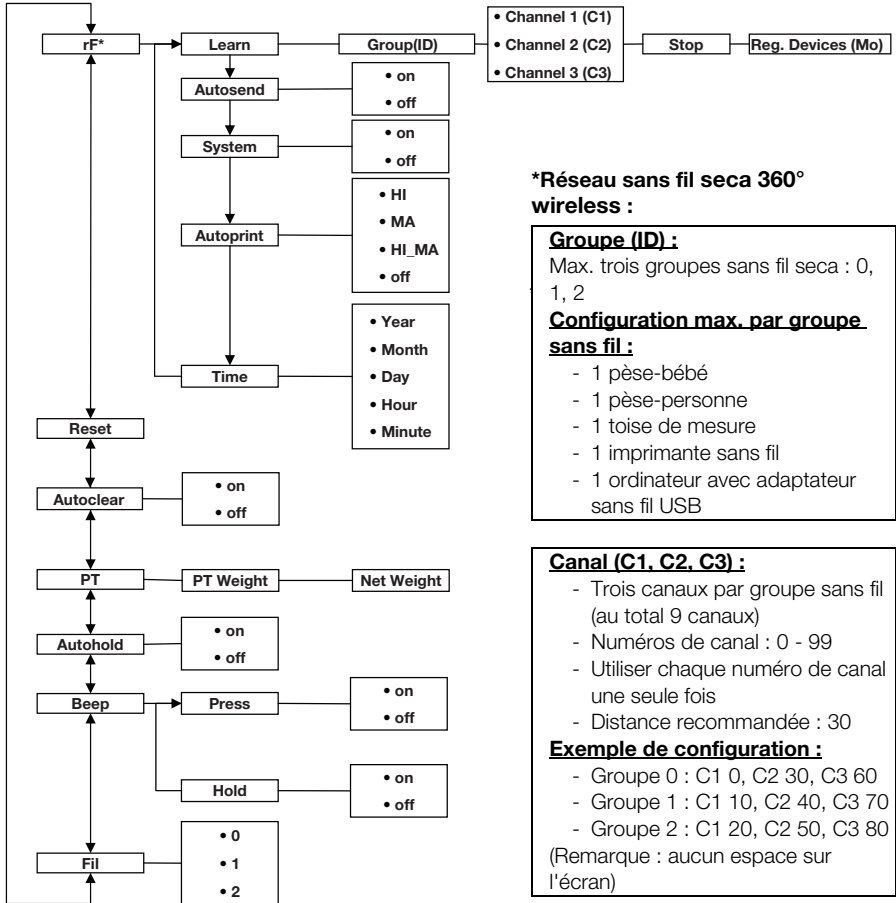 rF*
Learn
Group(ID)
• Channel 1 (C1)
• Channel 2 (C2)
• Channel 3 (C3)
Stop
Reg. Devices (Mo)
Autosend
• on
• off
System
• on
• off
Autoprint
• HI
• MA
• HI_MA
• off
Time
• Year
• Month
• Day
• Hour
• Minute
Reset
Autoclear
• on
• off
PT
PT Weight
Net Weight
Autohold
• on
• off
Beep
Press
• on
• off
Hold
• on
• off
Fil
• 0
• 1
• 2
*Réseau sans fil seca 360°
wireless :
Groupe (ID) :
Max. trois groupes sans fil seca : 0,
1, 2
Configuration max. par groupe
sans fil :
- 1 pèse-bébé
- 1 pèse-personne
- 1 toise de mesure
- 1 imprimante sans fil
- 1 ordinateur avec adaptateur
sans fil USB
Canal (C1, C2, C3) :
- Trois canaux par groupe sans fil
(au total 9 canaux)
- Numéros de canal : 0 - 99
- Utiliser chaque numéro de canal
une seule fois
- Distance recommandée : 30
Exemple de configuration :
- Groupe 0 : C1 0, C2 30, C3 60
- Groupe 1 : C1 10, C2 40, C3 70
- Groupe 2 : C1 20, C2 50, C3 80
(Remarque : aucun espace sur
l'écran)